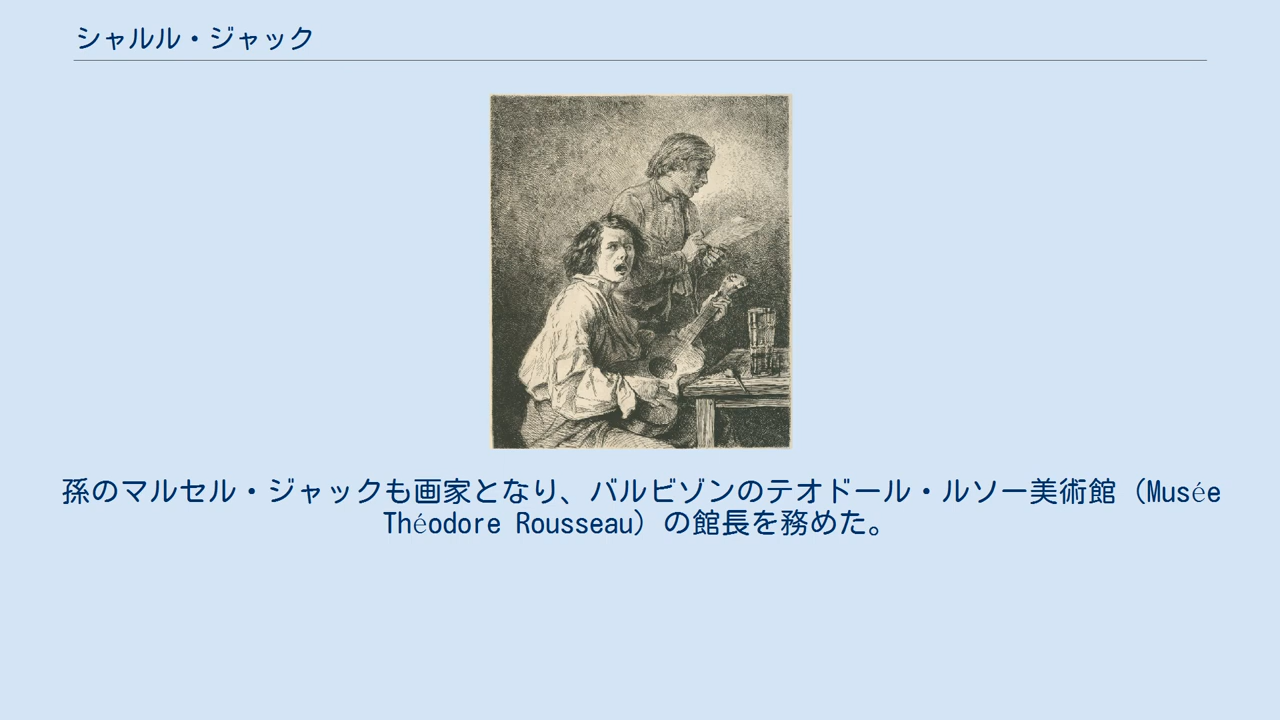 シャルル・ジャック
孫のマルセル・ジャックも画家となり、バルビゾンのテオドール・ルソー美術館（Musée
Théodore Rousseau）の館長を務めた。